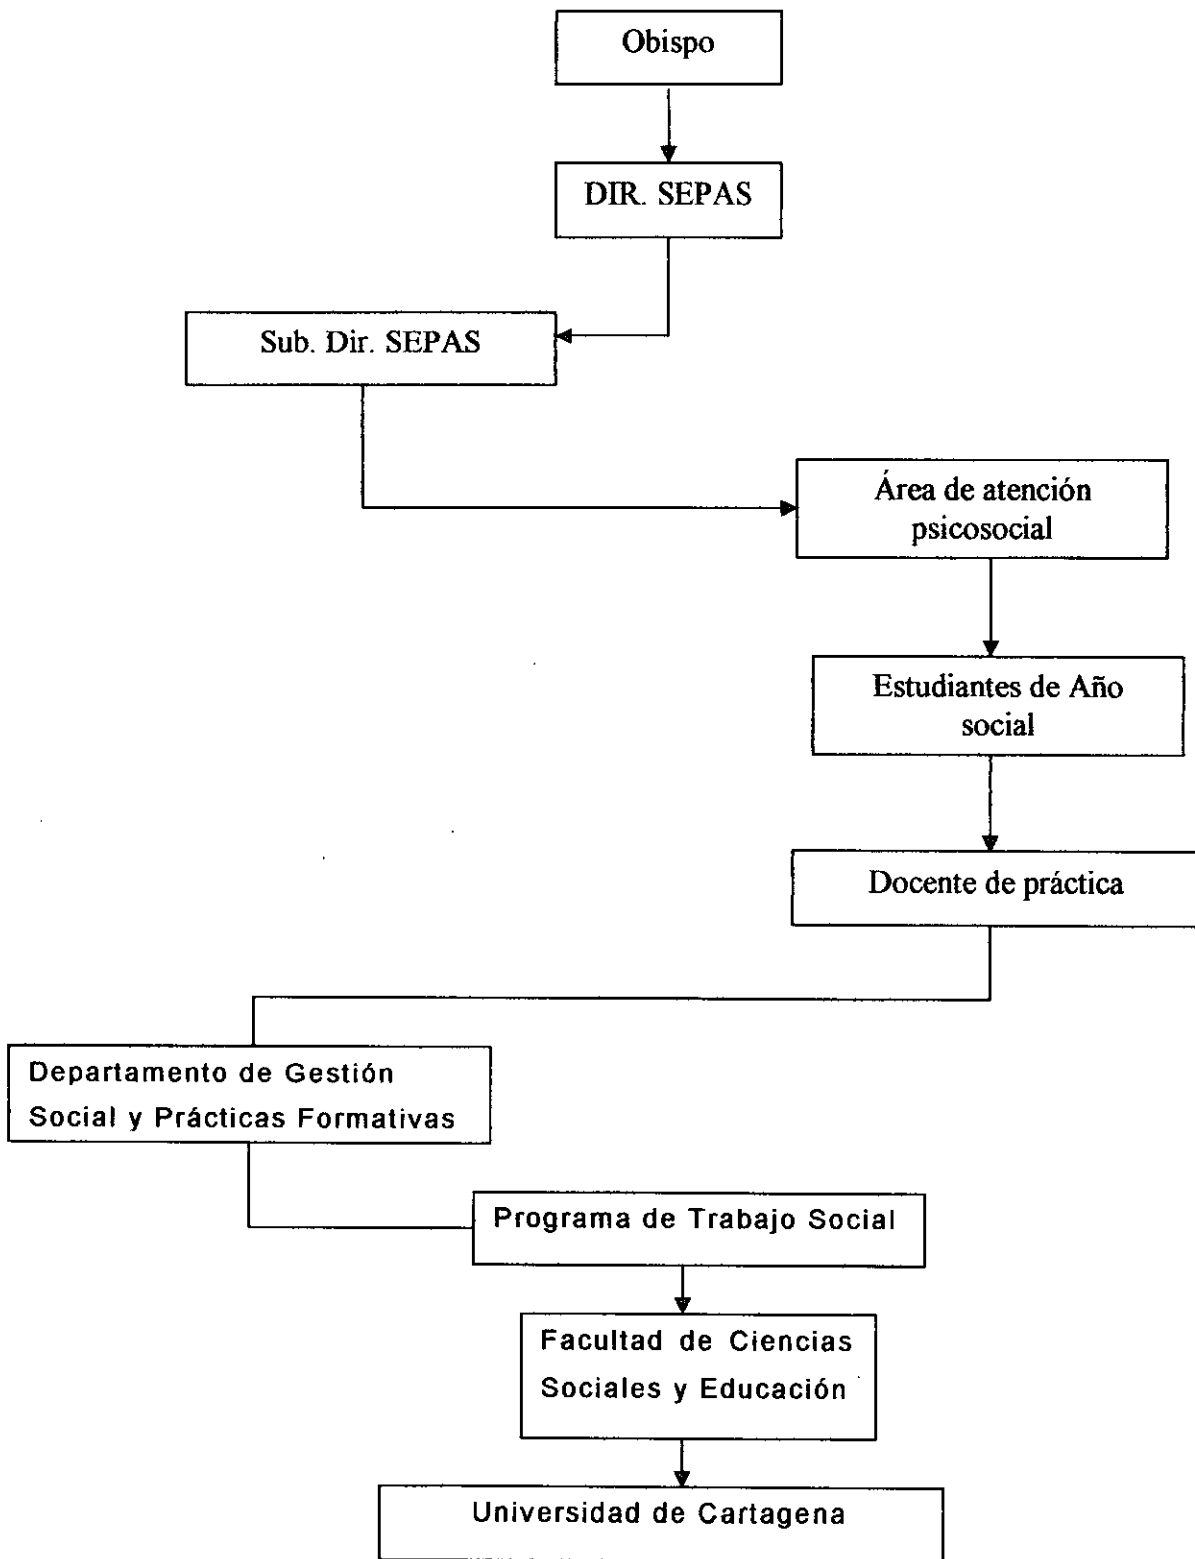 Obispo
DIR. SEPAS
Sub. Dir. SEPAS
Área de atención
psicosocial
Estudiantes de Año
social
Docente de práctica
Departamento de Gestión
Social y Prácticas Formativas
Programa de Trabajo Social
Facultad de Ciencias
Sociales y Educación
Universidad de Cartagena